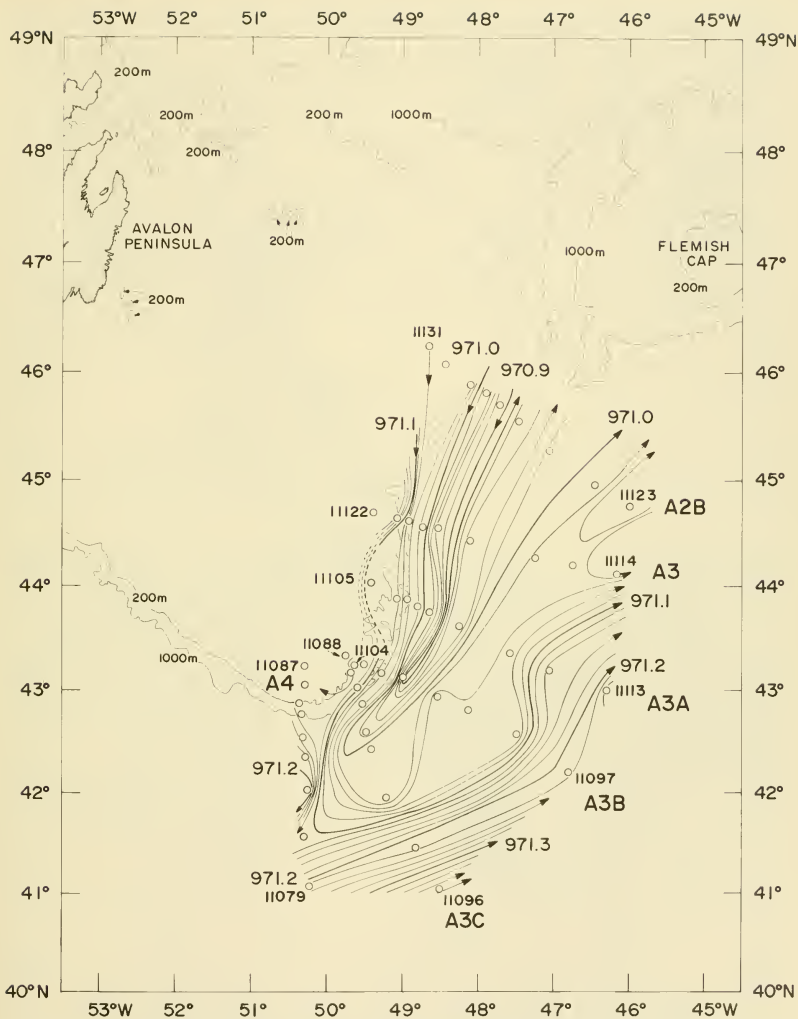 53°W 52° 51° 50° 49° 48° 47° 46°W
49°N 49°N
200m
200m 200m 1000m
48° 48°
200m
AVALON
PENINSULA
200m
1000m
FLEMISH
CAP
47° 47°
200m
200m
11131
971.0
46° 970.9 46°
971.1
971.0
45° 45°
11122
11123
A2B
11105
11114
A3
44° 44°
200m
971.1
11088
11104
1000m
11087
971.2
43° A4 43°
11113
A3A
971.2
11097
42° 42°
A3B
971.3
971.2
11079
11096
41° 41°
A3C
40°N 40°N
53°W 52° 51° 50° 49° 48° 47° 46° 45°W